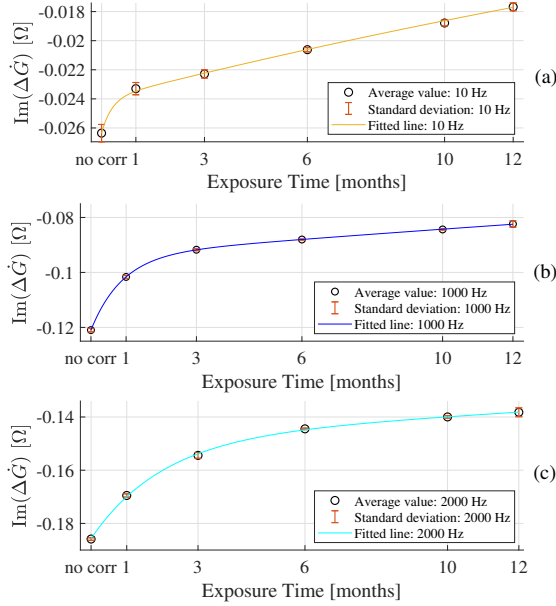 -0.018
-0.02
-0.022
-0.024
-0.026
Im(ΔĠ) [Ω]
Average value: 10 Hz
Standard deviation: 10 Hz
Fitted line: 10 Hz
(a)
no corr 1 3 6 10 12
Exposure Time [months]
-0.08
-0.1
-0.12
Im(ΔĠ) [Ω]
Average value: 1000 Hz
Standard deviation: 1000 Hz
Fitted line: 1000 Hz
(b)
no corr 1 3 6 10 12
Exposure Time [months]
-0.14
-0.16
-0.18
Im(ΔĠ) [Ω]
Average value: 2000 Hz
Standard deviation: 2000 Hz
Fitted line: 2000 Hz
(c)
no corr 1 3 6 10 12
Exposure Time [months]